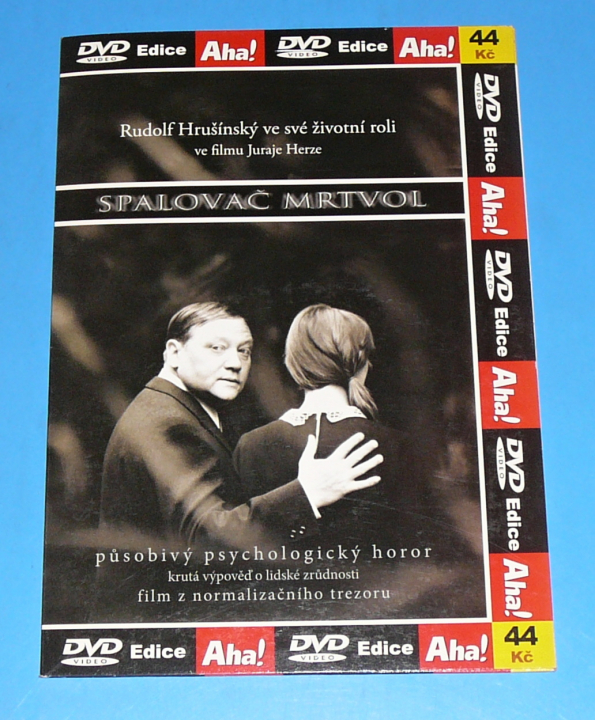 DVD VIDEO Edice Aha! DVD VIDEO Edice Aha! 44 Kč
Rudolf Hrušínský ve své životní roli
ve filmu Juraje Herze
SPALOVAČ MRTVOL
působivý psychologický horor
krutá výpověď o lidské zrůdnosti
film z normalizačního trezoru
DVD VIDEO Edice Aha!
DVD VIDEO Edice Aha!
DVD VIDEO Edice Aha!
DVD VIDEO Edice Aha! DVD VIDEO Edice Aha! 44 Kč